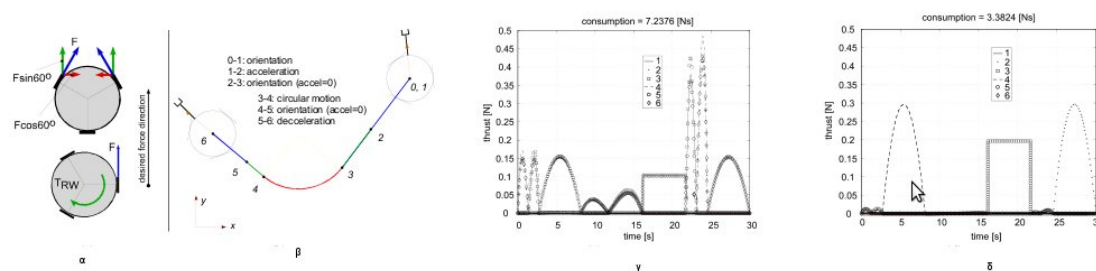 F
Fsin60º
Fcos60º
desired force direction
F
TRW
α
0-1: orientation
1-2: acceleration
2-3: orientation (accel=0)
3-4: circular motion
4-5: orientation (accel=0)
5-6: decceleration
0, 1
2
3
4
5
6
y
x
β
consumption = 7.2376 [Ns]
thrust [N]
0.5
0.45
0.4
0.35
0.3
0.25
0.2
0.15
0.1
0.05
0
1
2
3
4
5
6
0 5 10 15 20 25 30
time [s]
γ
consumption = 3.3824 [Ns]
thrust [N]
0.5
0.45
0.4
0.35
0.3
0.25
0.2
0.15
0.1
0.05
0
1
2
3
4
5
6
0 5 10 15 20 25 30
time [s]
δ